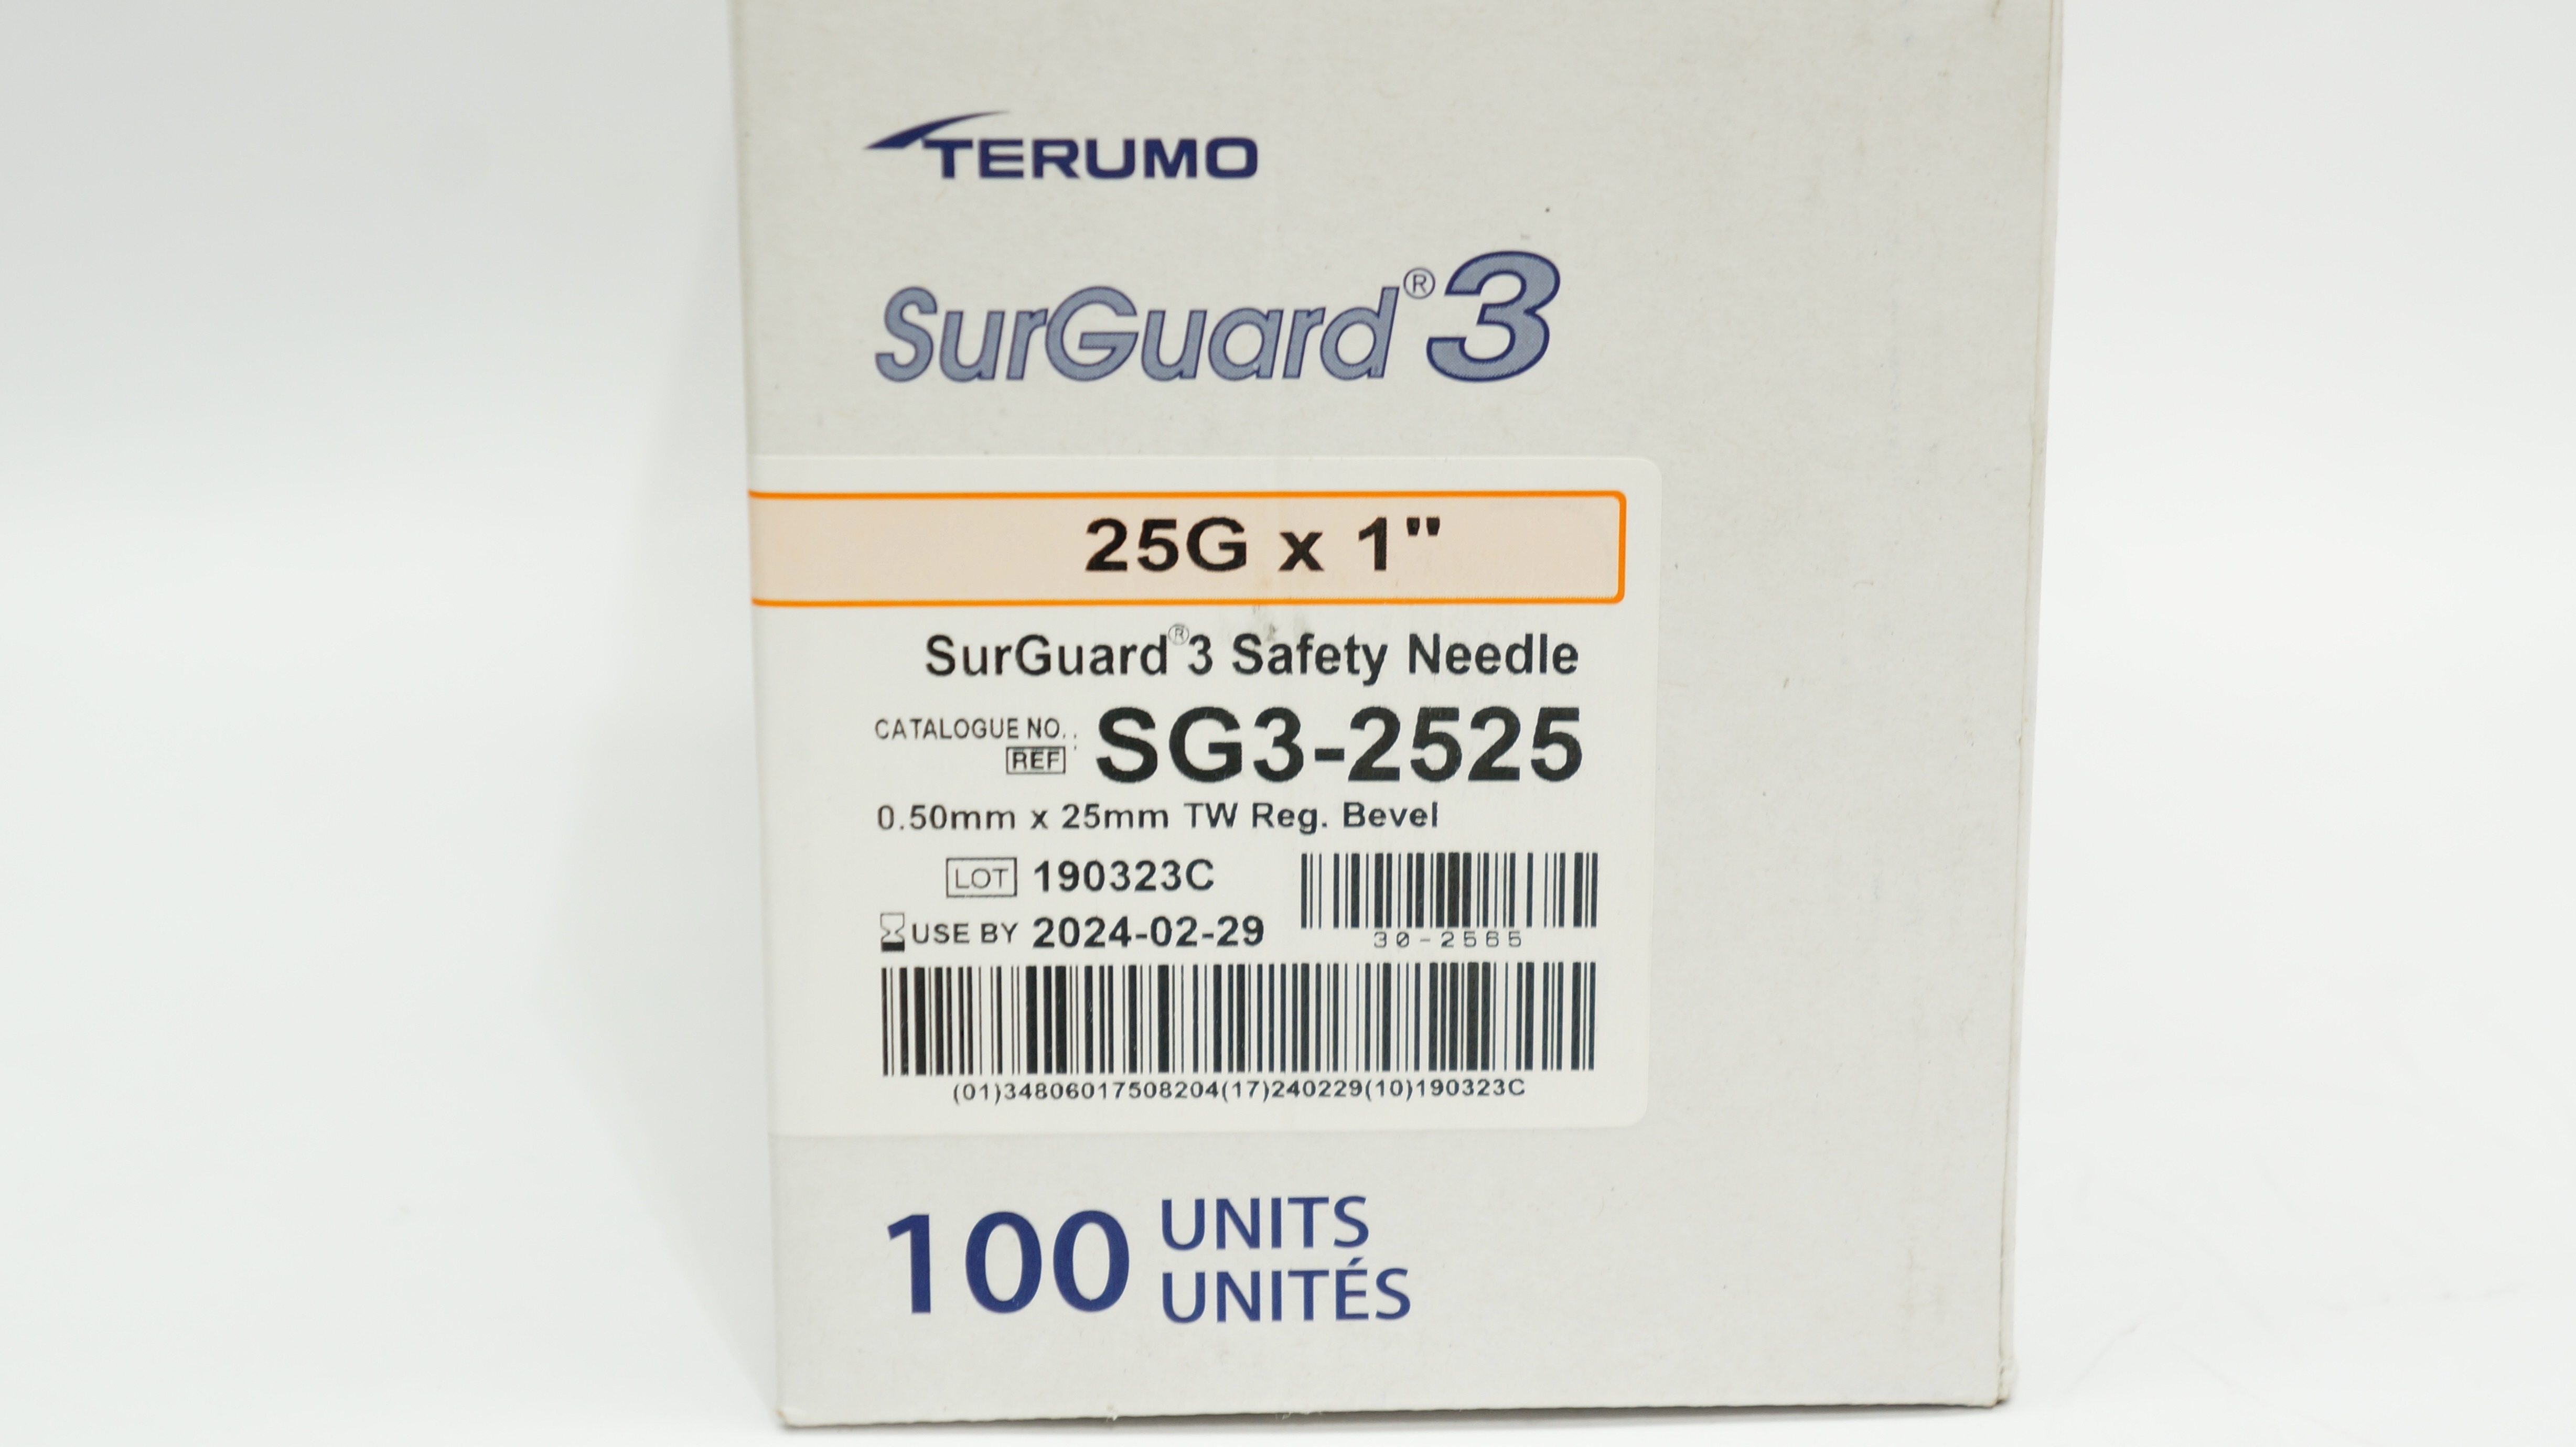 TERUMO
SurGuard®3
25G x 1"
SurGuard®3 Safety Needle
CATALOGUE NO. :
REF
SG3-2525
0.50mm x 25mm TW Reg. Bevel
LOT 190323C
USE BY 2024-02-29
30-2565
(01)34806017508204(17)240229(10)190323C
100 UNITS
UNITÉS